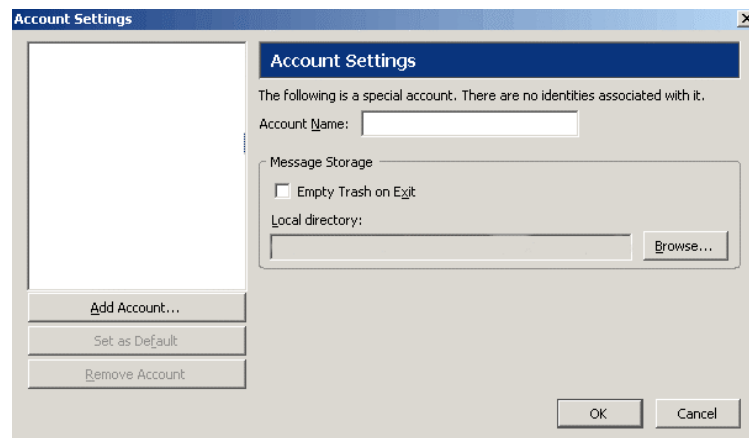 Account Settings
Account Settings
The following is a special account. There are no identities associated with it.
Account Name:
Message Storage
Empty Trash on Exit
Local directory:
Browse...
Add Account...
Set as Default
Remove Account
OK Cancel